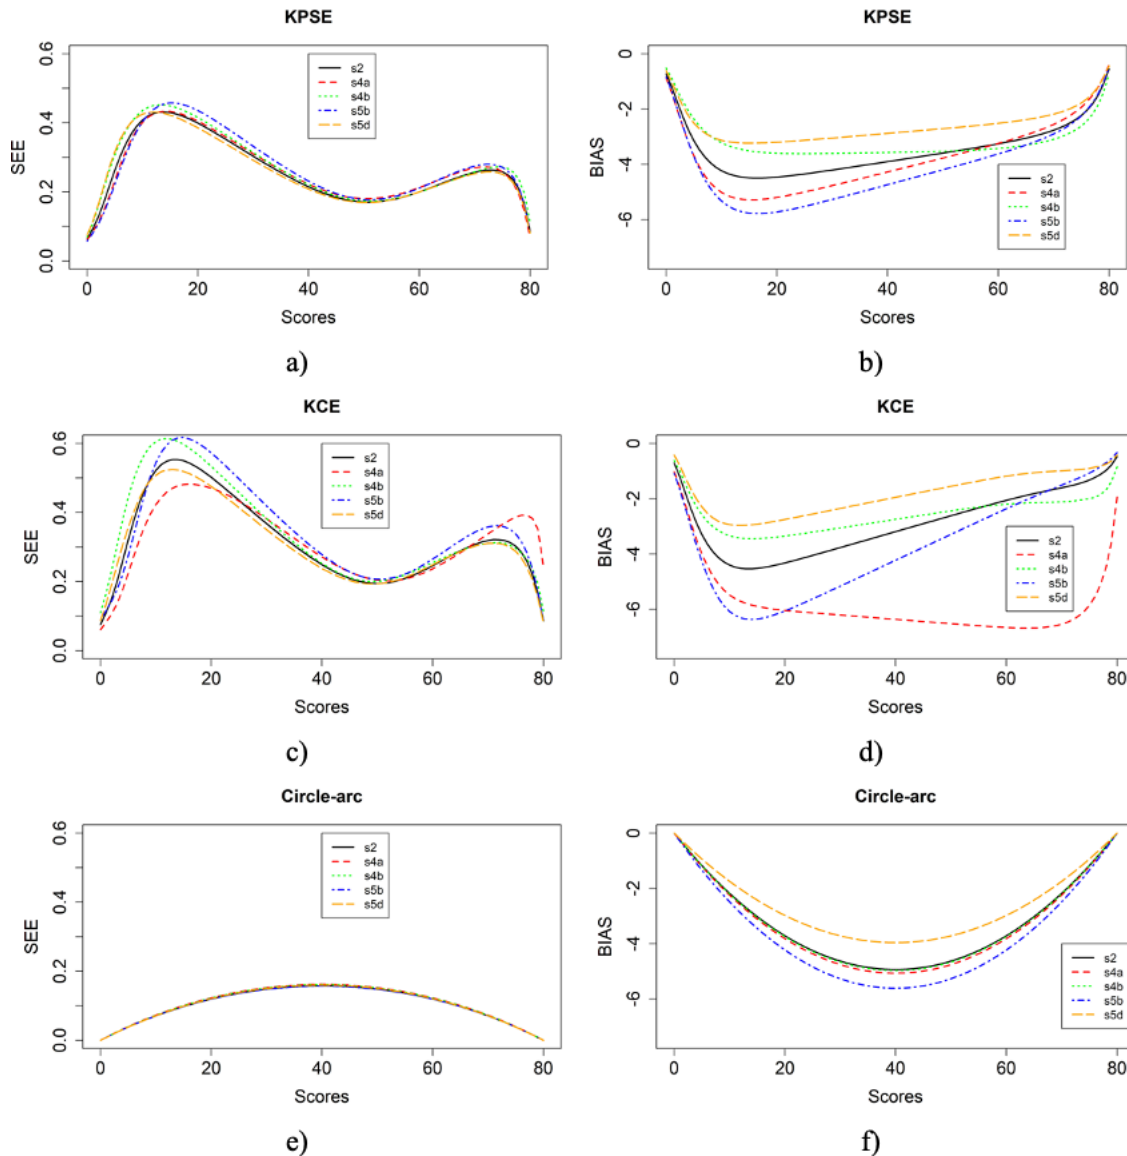 KPSE
SEE
0.0 0.2 0.4 0.6
s2
s4a
s4b
s5b
s5d
0 20 40 60 80
Scores
a)
KPSE
BIAS
-6 -4 -2 0
s2
s4a
s4b
s5b
s5d
0 20 40 60 80
Scores
b)
KCE
SEE
0.0 0.2 0.4 0.6
s2
s4a
s4b
s5b
s5d
0 20 40 60 80
Scores
c)
KCE
BIAS
-6 -4 -2 0
s2
s4a
s4b
s5b
s5d
0 20 40 60 80
Scores
d)
Circle-arc
SEE
0.0 0.2 0.4 0.6
s2
s4a
s4b
s5b
s5d
0 20 40 60 80
Scores
e)
Circle-arc
BIAS
-6 -4 -2 0
s2
s4a
s4b
s5b
s5d
0 20 40 60 80
Scores
f)